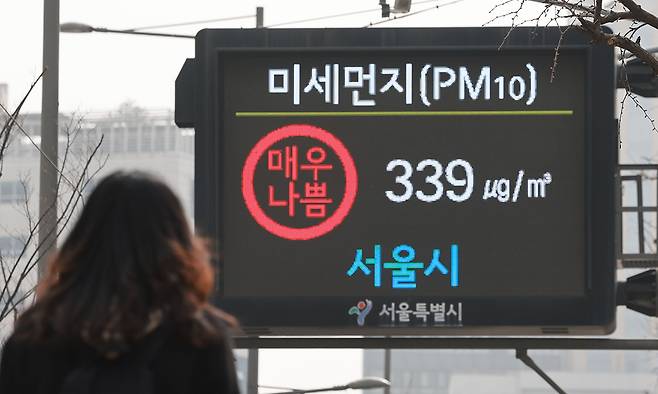 미세먼지(PM10)
매우
나쁨
339 µg/㎥
서울시
서울특별시